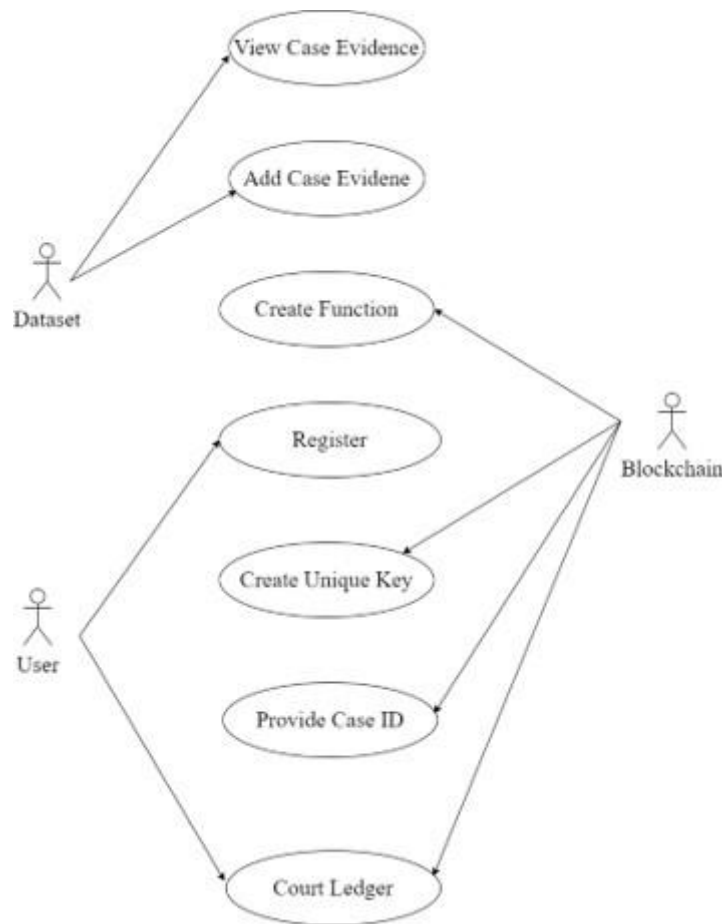 View Case Evidence
Add Case Evidene
Dataset
Create Function
Register
Blockchain
Create Unique Key
User
Provide Case ID
Court Ledger